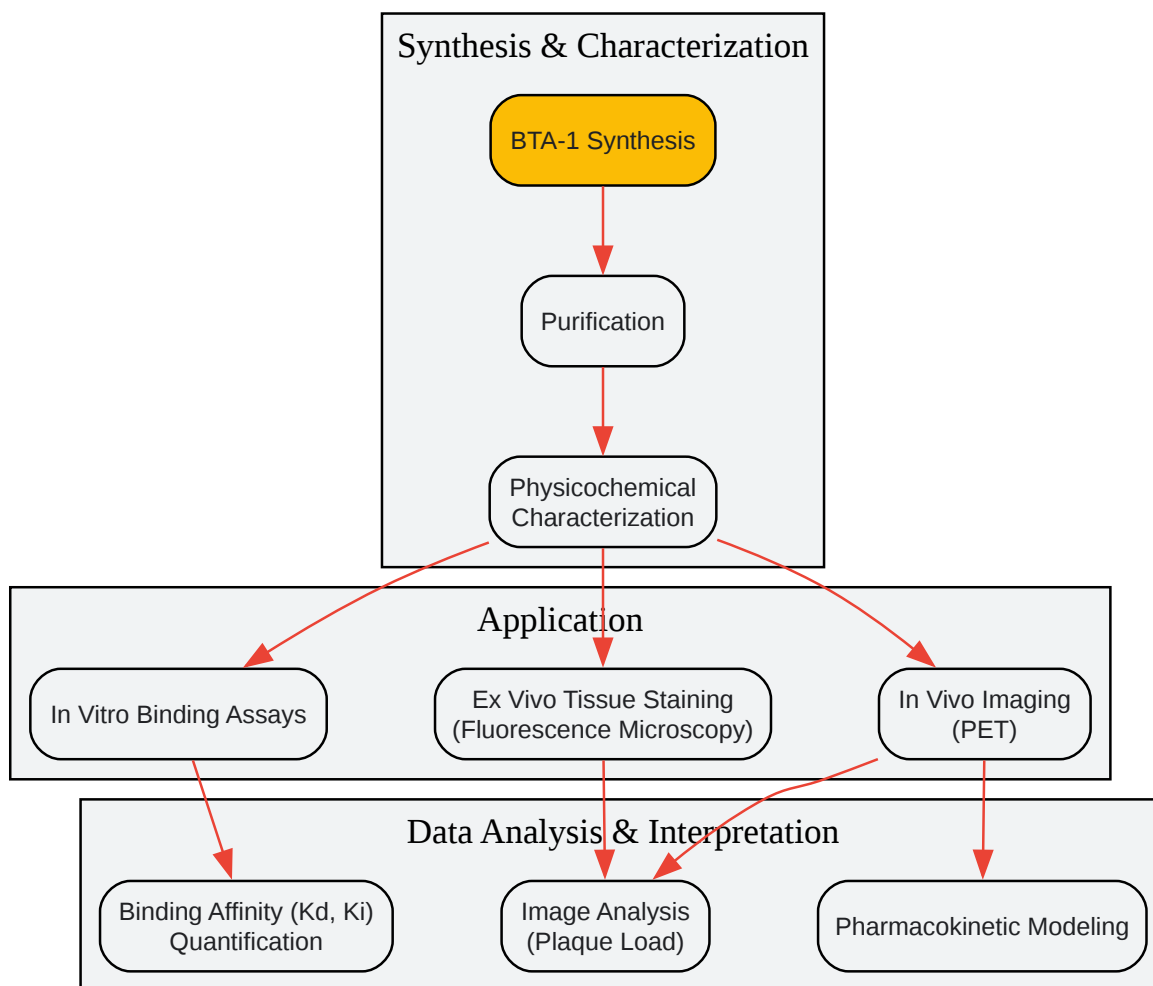 Synthesis & Characterization
BTA-1 Synthesis
Purification
Physicochemical
Characterization
Application
In Vitro Binding Assays
Ex Vivo Tissue Staining
(Fluorescence Microscopy)
In Vivo Imaging
(PET)
Data Analysis & Interpretation
Binding Affinity (Kd, Ki)
Quantification
Image Analysis
(Plaque Load)
Pharmacokinetic Modeling